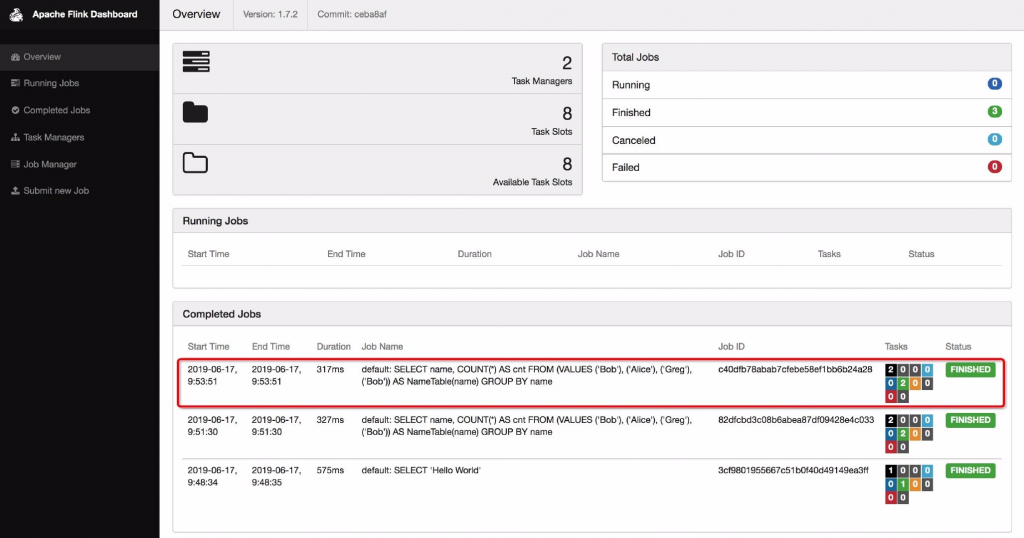 Apache Flink Dashboard
Overview
Version: 1.7.2
Commit: ceba8af
Overview
Running Jobs
Completed Jobs
Task Managers
Job Manager
Submit new Job
2
Task Managers
8
Task Slots
8
Available Task Slots
Total Jobs
Running 0
Finished 3
Canceled 0
Failed 0
Running Jobs
Start Time End Time Duration Job Name Job ID Tasks Status
Completed Jobs
Start Time End Time Duration Job Name Job ID Tasks Status
2019-06-17, 2019-06-17, 317ms default: SELECT name, COUNT(*) AS cnt FROM (VALUES ('Bob'), ('Alice'), ('Greg'), c40dfb78abab7cfebe58ef1bb6b24a28 2 0 0 0 FINISHED
9:53:51 9:53:51 ('Bob')) AS NameTable(name) GROUP BY name 0 2 0 0
0 0
2019-06-17, 2019-06-17, 327ms default: SELECT name, COUNT(*) AS cnt FROM (VALUES ('Bob'), ('Alice'), ('Greg'), 82dfcbd3c08b6abea87df09428e4c033 2 0 0 0 FINISHED
9:51:30 9:51:30 ('Bob')) AS NameTable(name) GROUP BY name 0 2 0 0
0 0
2019-06-17, 2019-06-17, 575ms default: SELECT 'Hello World' 3cf9801955667c51b0f40d49149ea3ff 1 0 0 0 FINISHED
9:48:34 9:48:35 0 1 0 0
0 0